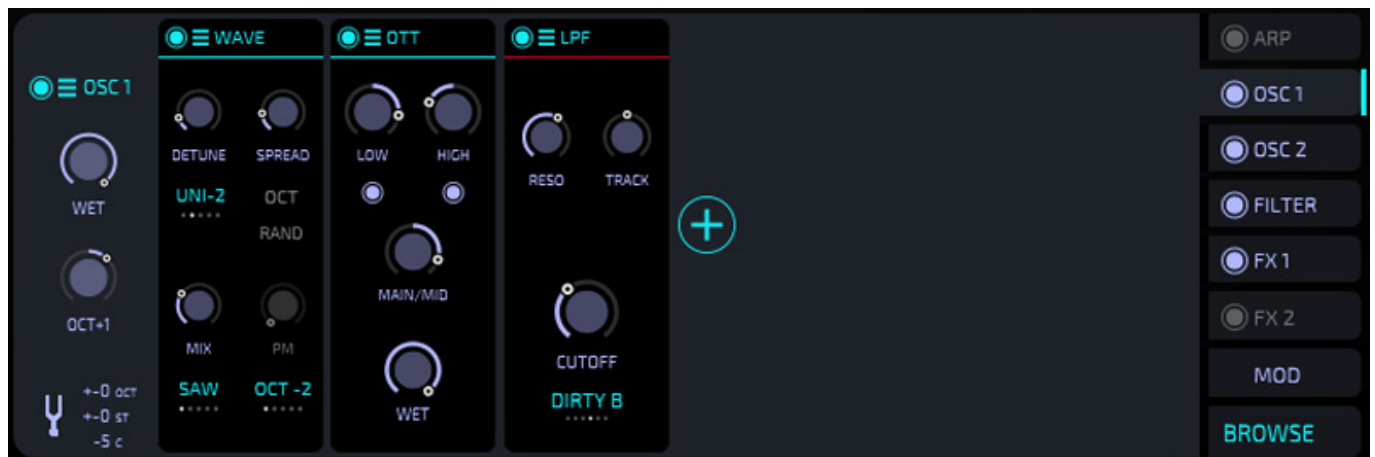 OSC 1
WET
OCT+1
+-0 OCT
+-0 ST
-5 C
WAVE
DETUNE SPREAD
UNI-2 OCT
RAND
MIX PM
SAW OCT -2
OTT
LOW HIGH
MAIN/MID
WET
LPF
RESO TRACK
CUTOFF
DIRTY B
ARP
OSC 1
OSC 2
FILTER
FX 1
FX 2
MOD
BROWSE